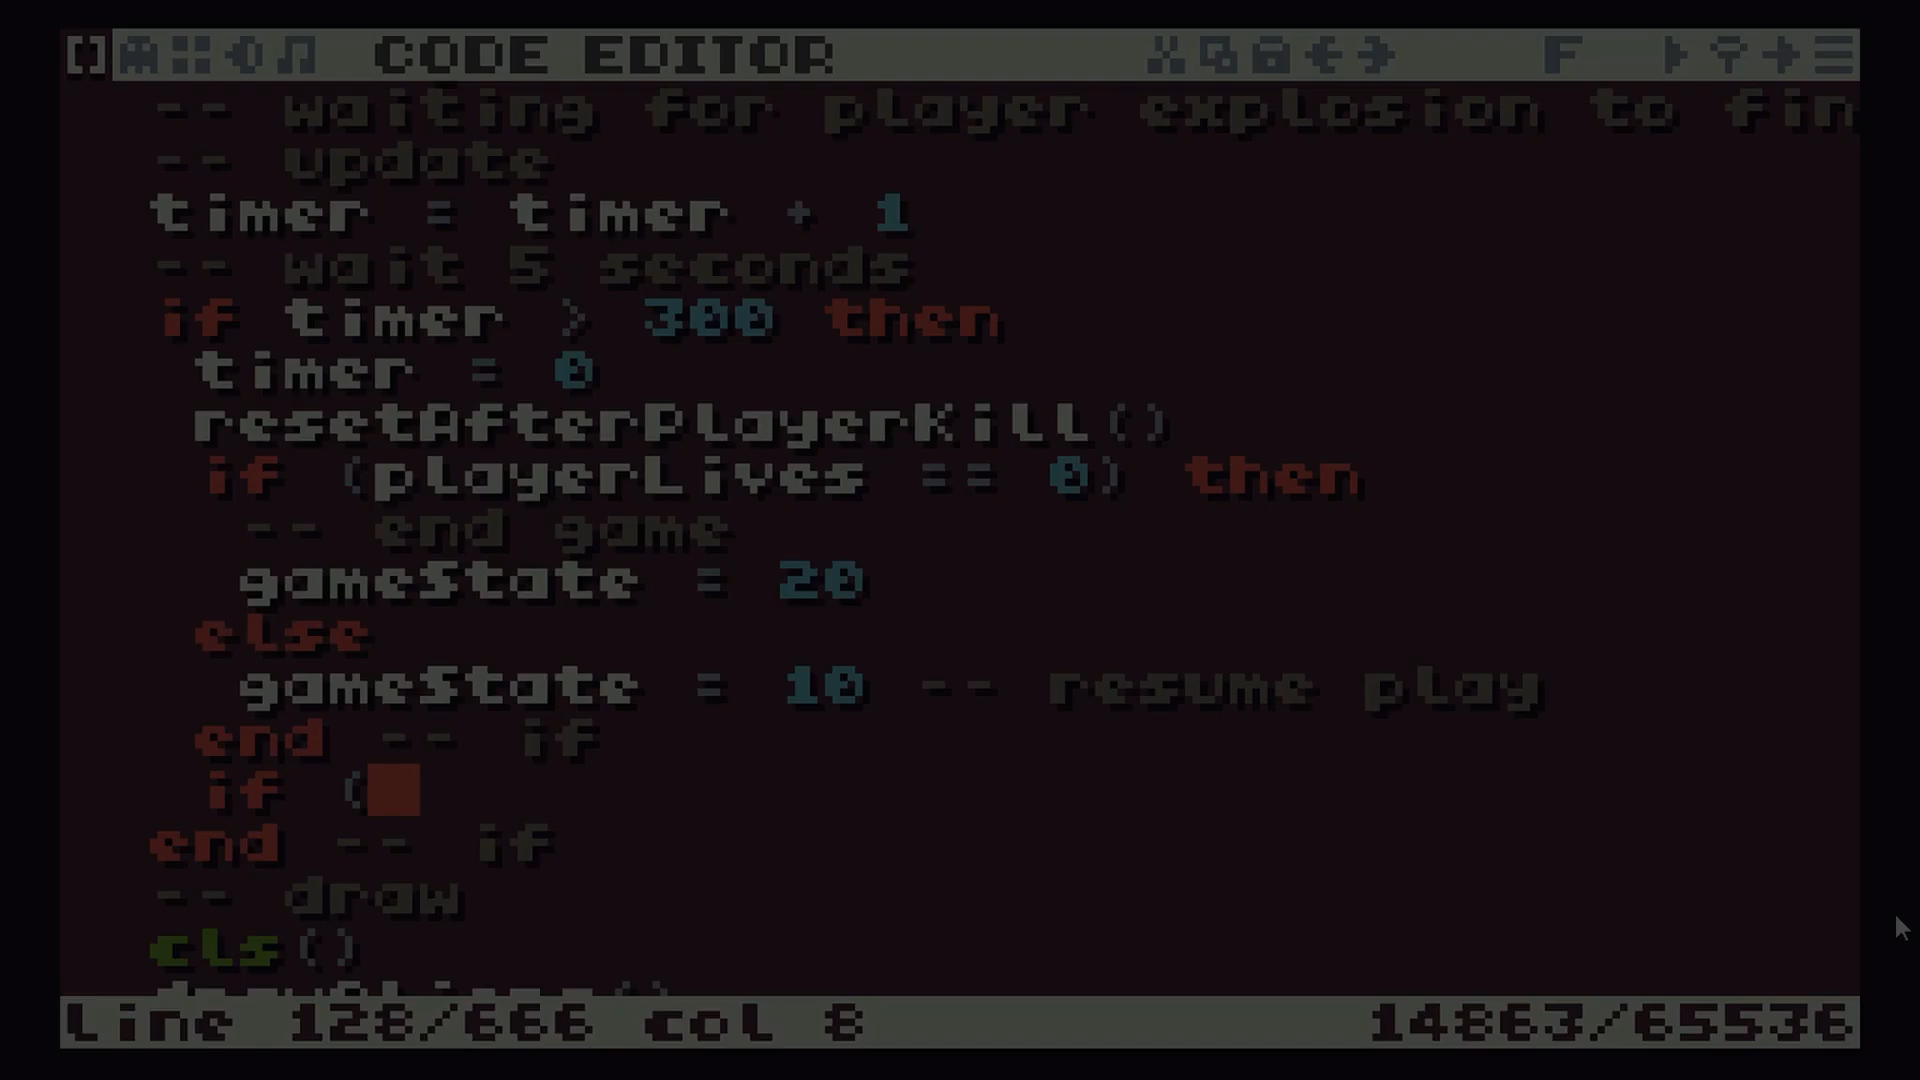 CODE EDITOR F
-- waiting for player explosion to fin
-- update
timer = timer + 1
-- wait 5 seconds
if timer > 300 then
timer = 0
resetAfterPlayerKill()
if (playerLives == 0) then
-- end game
gameState = 20
else
gameState = 10 -- resume play
end -- if
if (
end -- if
-- draw
cls()
Line 128/666 col 8 14863/65536